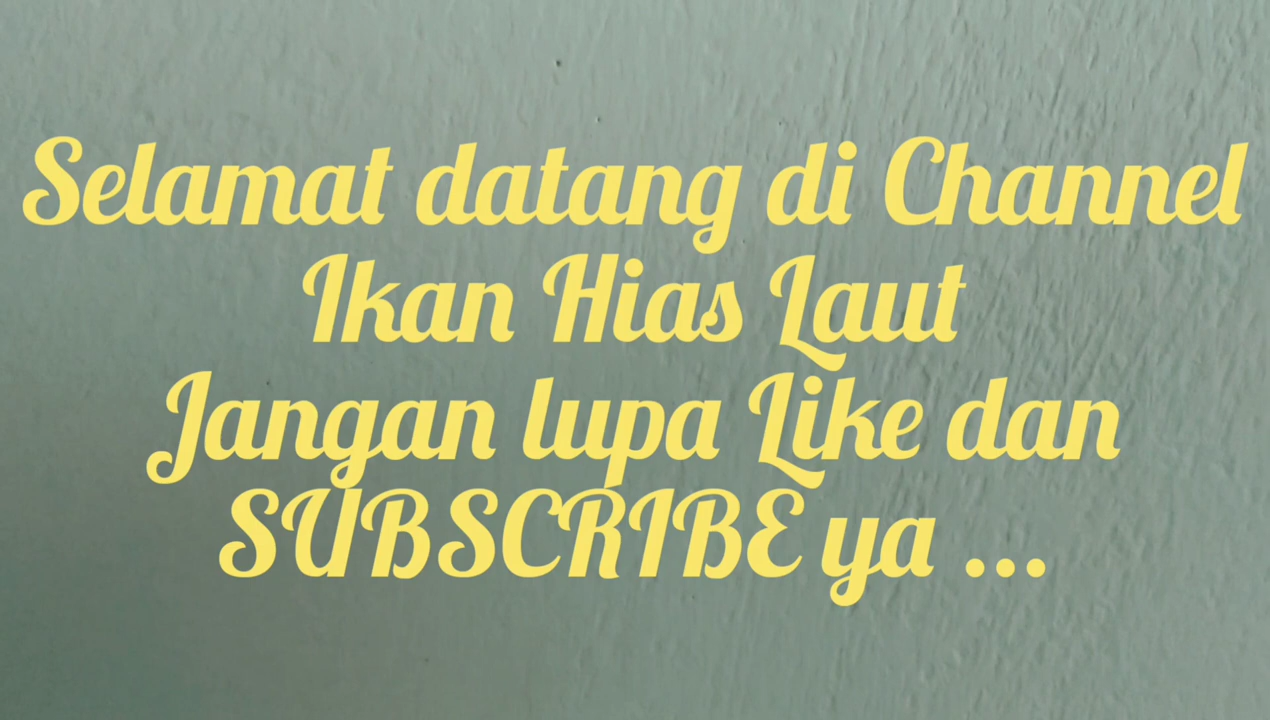 Selamat datang di Channel
Ikan Hias Laut
Jangan lupa Like dan
SUBSCRIBE ya ...